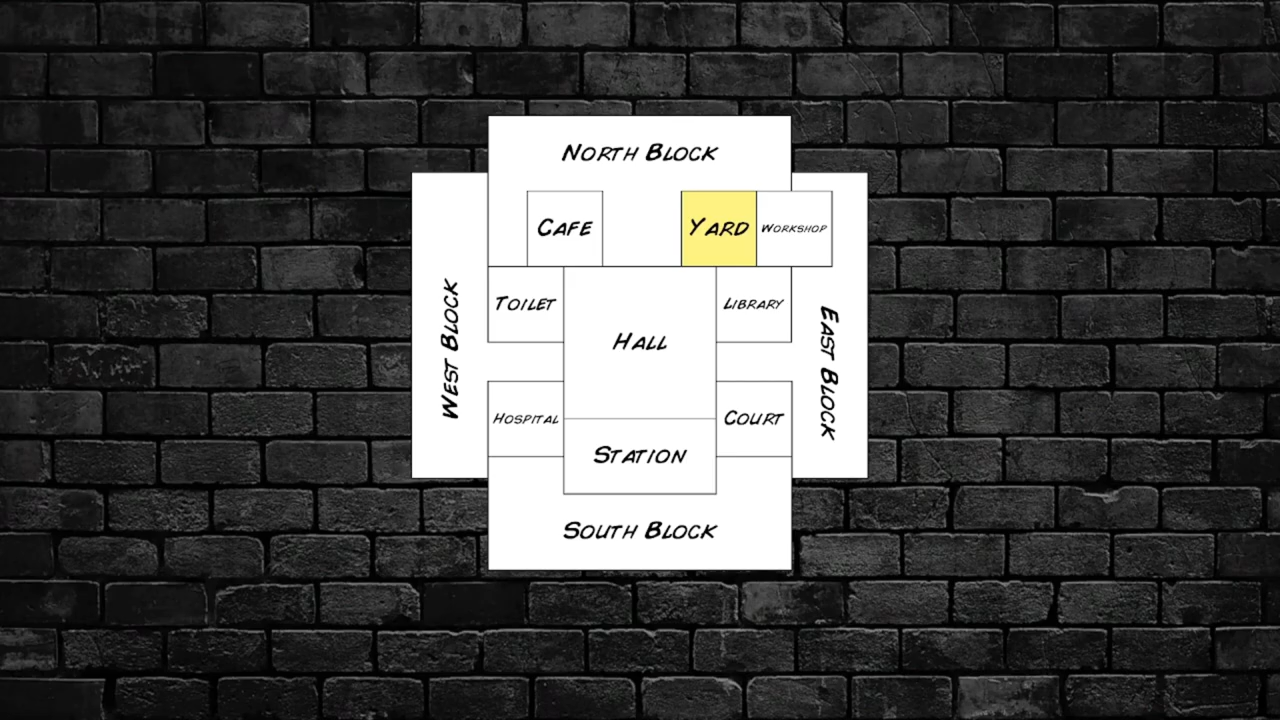 NORTH BLOCK
CAFE
YARD
WORKSHOP
TOILET
LIBRARY
WEST BLOCK
HALL
EAST BLOCK
HOSPITAL
COURT
STATION
SOUTH BLOCK